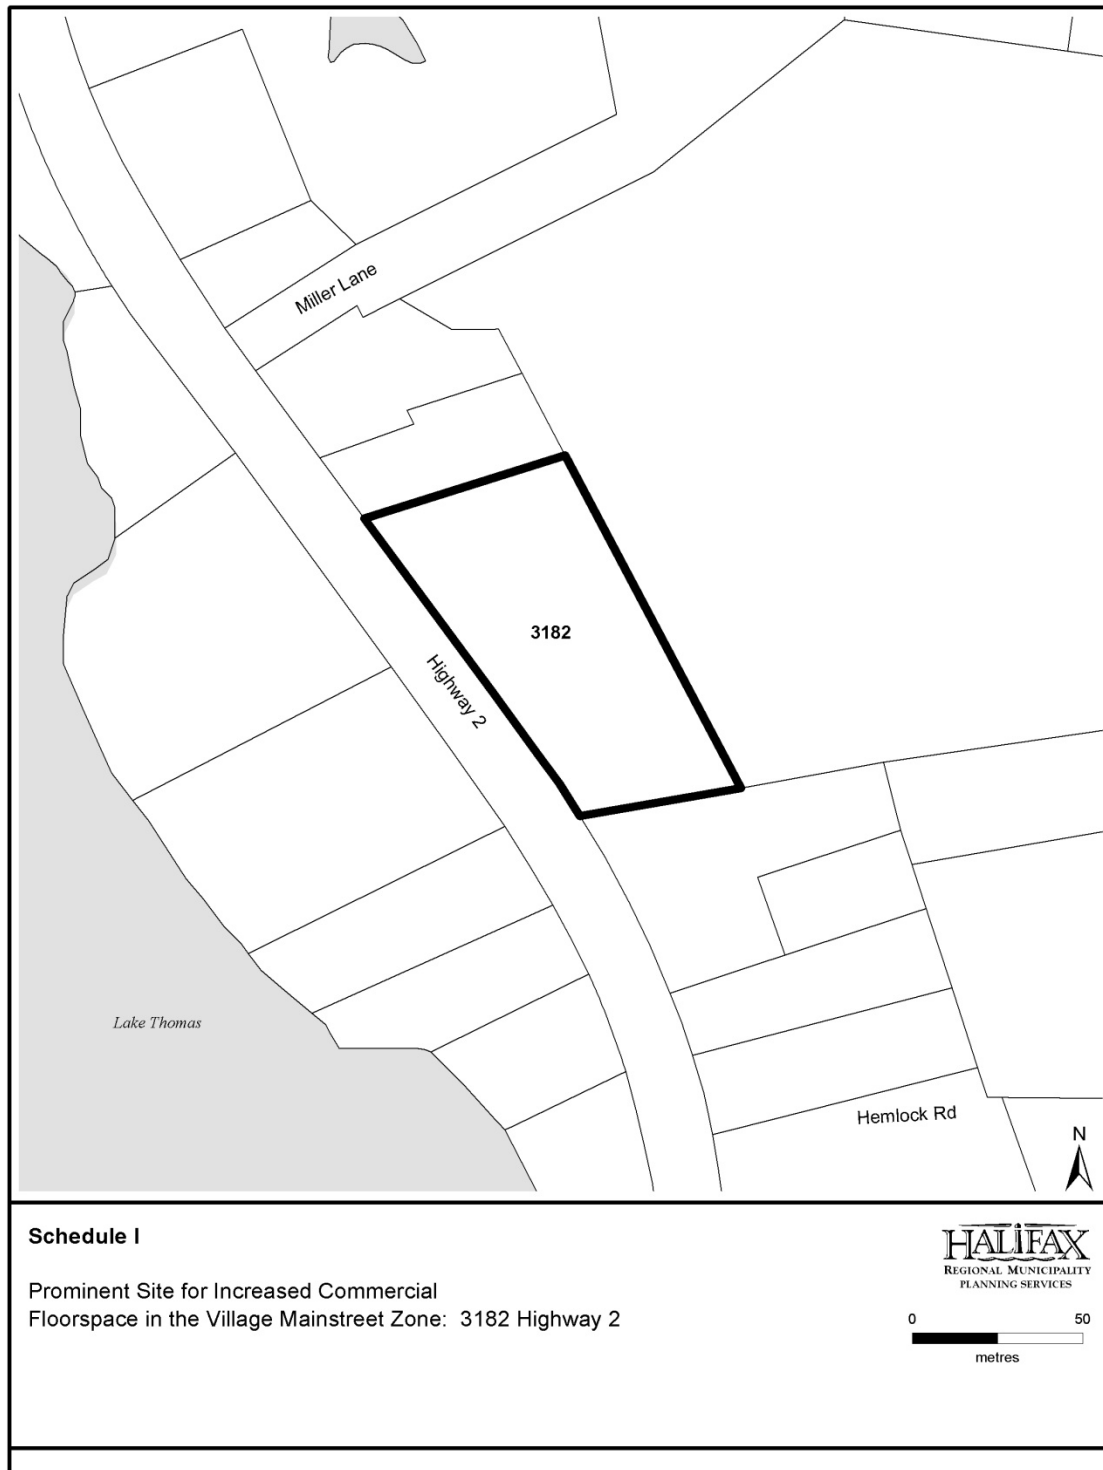 Miller Lane
3182
Highway 2
Lake Thomas
Hemlock Rd
N
Schedule I
Prominent Site for Increased Commercial
Floorspace in the Village Mainstreet Zone: 3182 Highway 2
HALIFAX
REGIONAL MUNICIPALITY
PLANNING SERVICES
0 50
metres